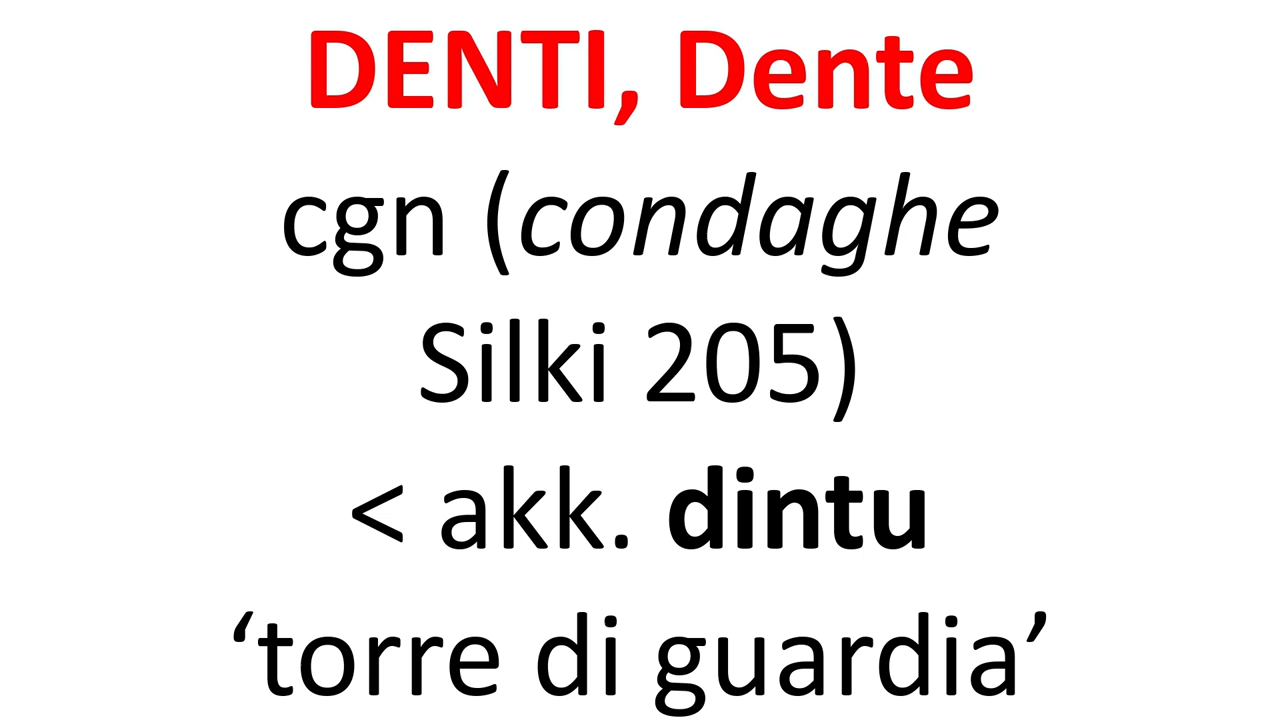 DENTI, Dente
cgn (condaghe
Silki 205)
< akk. dintu
‘torre di guardia’